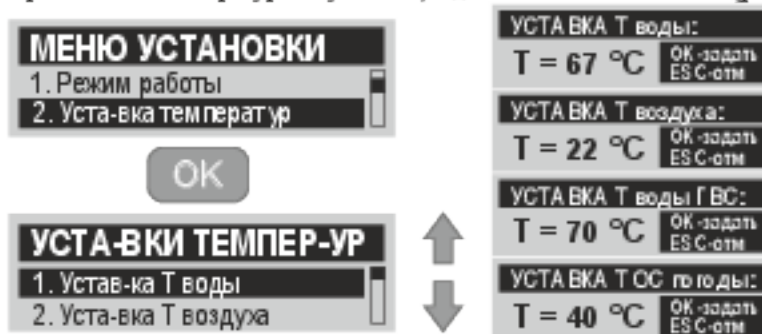 МЕНЮ УСТАНОВКИ
1. Режим работы
2. Уста-вка температур
OK
УСТА-ВКИ ТЕМПЕР-УР
1. Устав-ка Т воды
2. Уста-вка Т воздуха
УСТАВКА Т воды:
T = 67 °C
OK-задать
ESC-отм
УСТАВКА Т воздуха:
T = 22 °C
OK-задать
ESC-отм
УСТАВКА Т воды ГВС:
T = 70 °C
OK-задать
ESC-отм
УСТАВКА Т ОС погоды:
T = 40 °C
OK-задать
ESC-отм